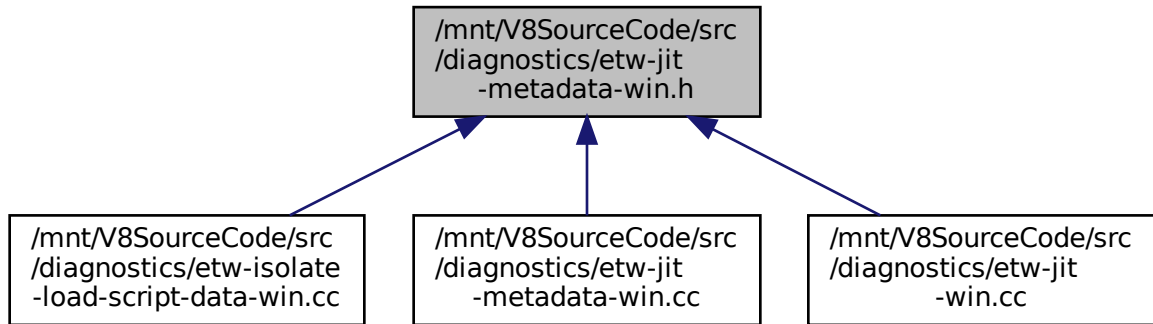 /mnt/V8SourceCode/src
/diagnostics/etw-jit
-metadata-win.h
/mnt/V8SourceCode/src
/diagnostics/etw-isolate
-load-script-data-win.cc
/mnt/V8SourceCode/src
/diagnostics/etw-jit
-metadata-win.cc
/mnt/V8SourceCode/src
/diagnostics/etw-jit
-win.cc